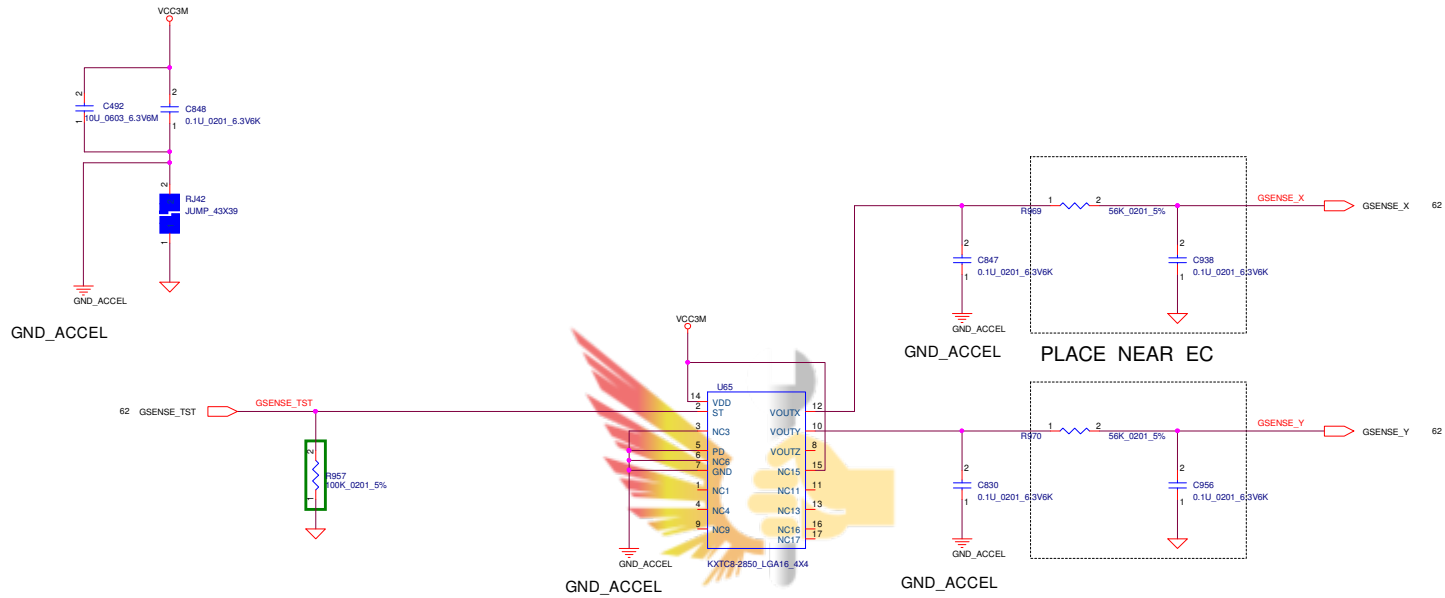 VCC3M
2
2
C492
10U_0603_6.3V6M
1
C848
0.1U_0201_6.3V6K
1
2
RJ42
JUMP_43X39
1
GND_ACCEL
GND_ACCEL
62 GSENSE_TST
GSENSE_TST
2
R957
100K_0201_5%
1
VCC3M
U65
14 VDD
2 ST
3 NC3
5 PD
6 NC6
7 GND
1 NC1
4 NC4
9 NC9
VOUTX 12
VOUTY 10
VOUTZ 8
NC15 15
NC11 11
NC13 13
NC16 16
NC17 17
KXTC8-2850_LGA16_4X4
GND_ACCEL
GND_ACCEL
1 2
R969 56K_0201_5%
GSENSE_X
GSENSE_X 62
2
C847
0.1U_0201_6.3V6K
1
2
C938
0.1U_0201_6.3V6K
1
GND_ACCEL
GND_ACCEL
PLACE NEAR EC
1 2
R970 56K_0201_5%
GSENSE_Y
GSENSE_Y 62
2
C830
0.1U_0201_6.3V6K
1
2
C956
0.1U_0201_6.3V6K
1
GND_ACCEL
GND_ACCEL